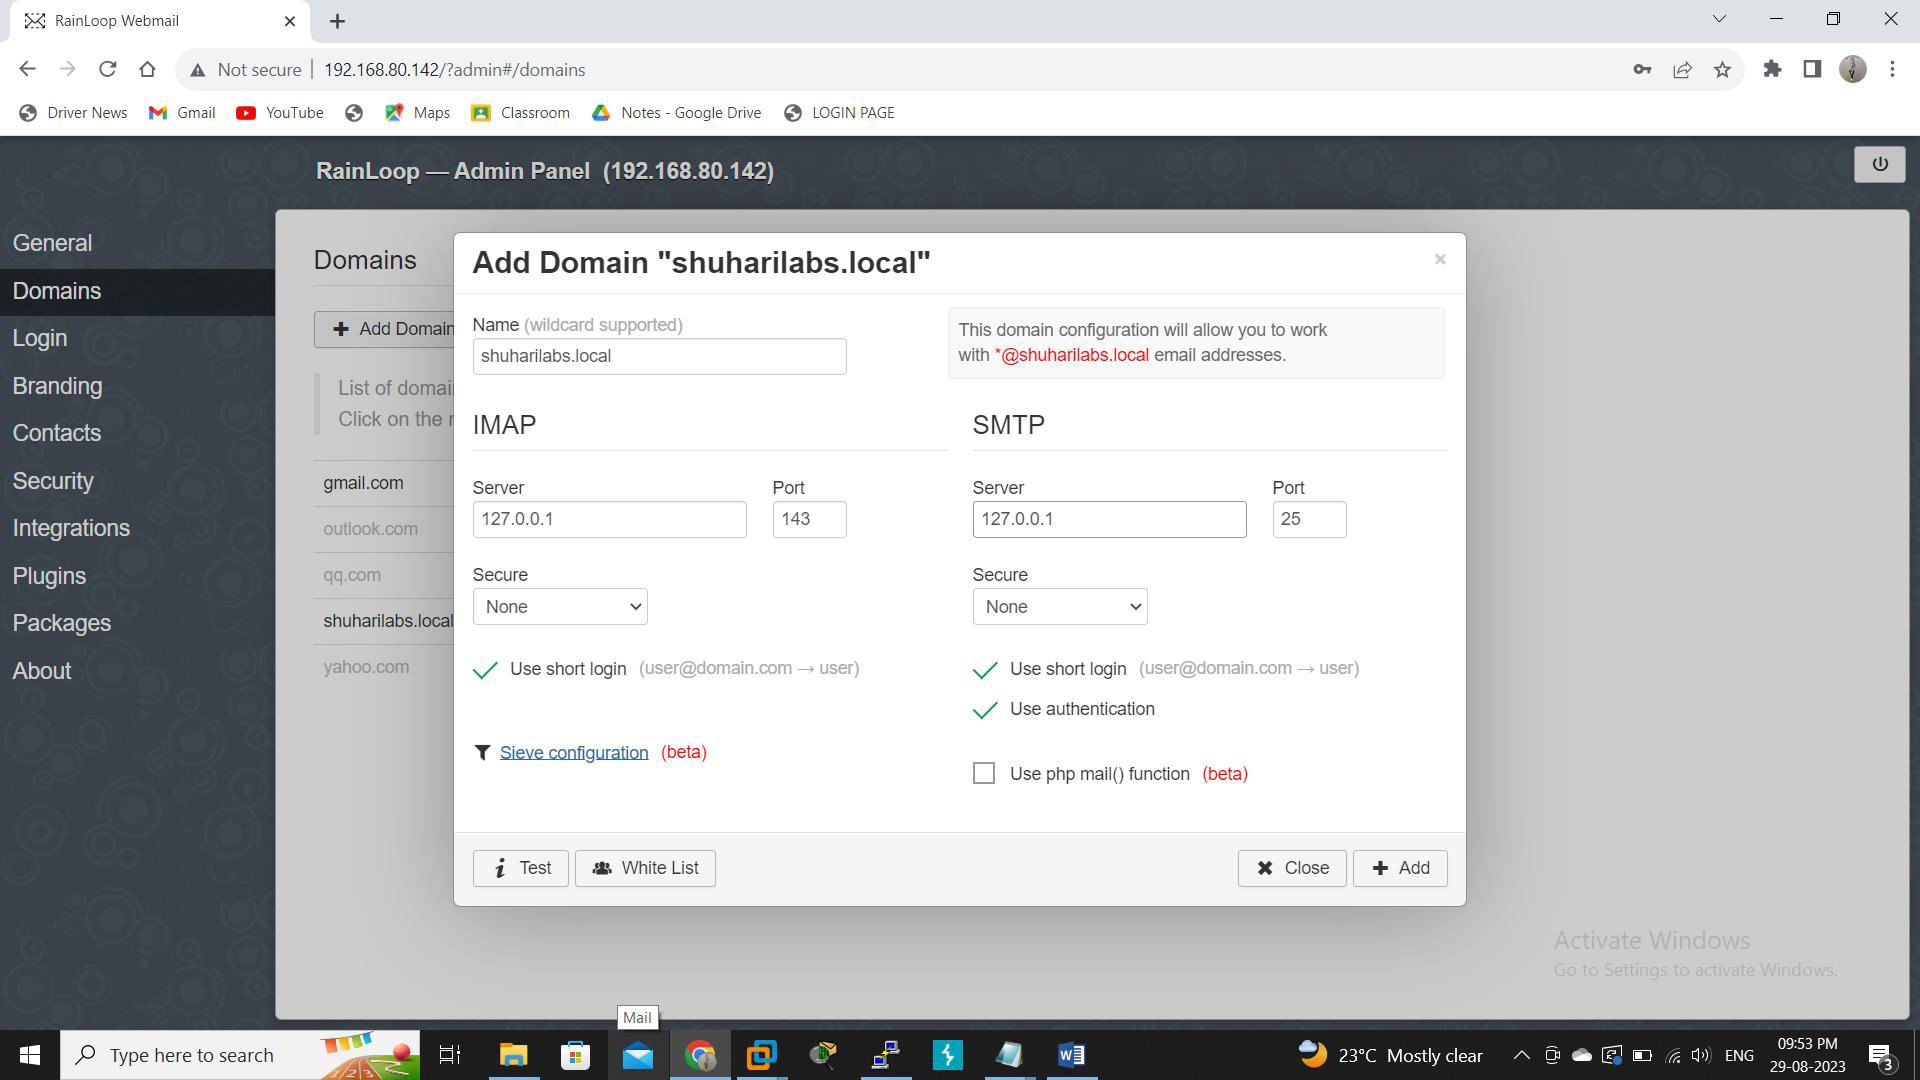 RainLoop Webmail
Not secure
192.168.80.142/?admin#/domains
Driver News
Gmail
YouTube
Maps
Classroom
Notes - Google Drive
LOGIN PAGE
RainLoop — Admin Panel (192.168.80.142)
General
Domains
Login
Branding
Contacts
Security
Integrations
Plugins
Packages
About
Domains
+ Add Domain
List of domai
Click on the
gmail.com
outlook.com
qq.com
shuharilabs.local
yahoo.com
Add Domain "shuharilabs.local"
×
Name (wildcard supported)
shuharilabs.local
This domain configuration will allow you to work
with *@shuharilabs.local email addresses.
IMAP
SMTP
Server
Port
Server
Port
127.0.0.1
143
127.0.0.1
25
Secure
Secure
None
None
Use short login (user@domain.com → user)
Use short login (user@domain.com → user)
Use authentication
Sieve configuration (beta)
Use php mail() function (beta)
Test
White List
Close
Add
Activate Windows
Go to Settings to activate Windows.
Mail
Type here to search
23°C Mostly clear
ENG
09:53 PM
29-08-2023
3